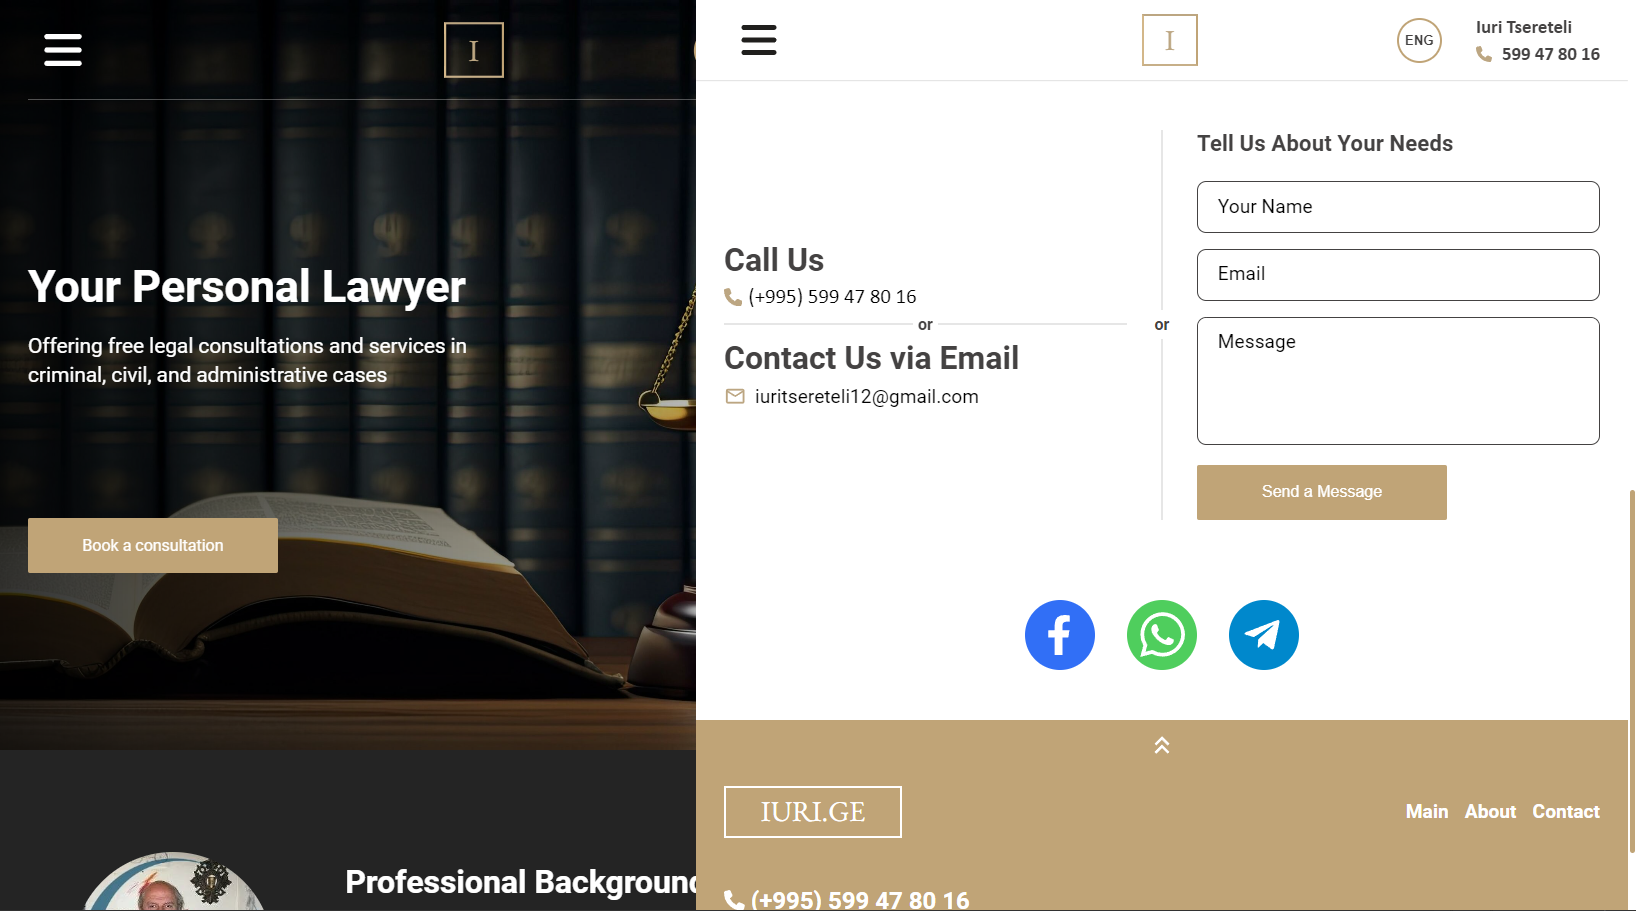 I
Your Personal Lawyer
Offering free legal consultations and services in
criminal, civil, and administrative cases
Book a consultation
Professional Background
I
ENG
Iuri Tsereteli
599 47 80 16
Call Us
(+995) 599 47 80 16
or
Contact Us via Email
iuritsereteli12@gmail.com
or
Tell Us About Your Needs
Your Name
Email
Message
Send a Message
IURI.GE
Main About Contact
(+995) 599 47 80 16